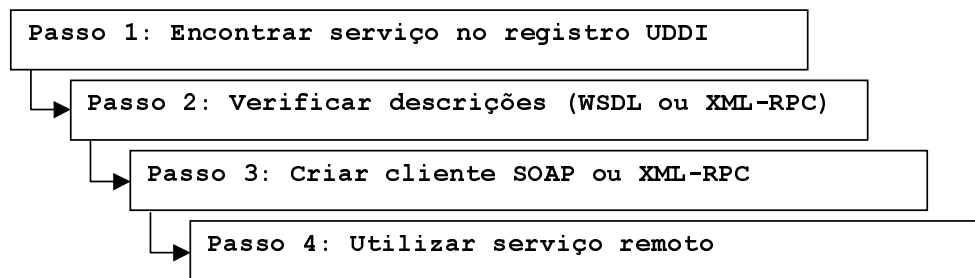 Passo 1: Encontrar serviço no registro UDDI
Passo 2: Verificar descrições (WSDL ou XML-RPC)
Passo 3: Criar cliente SOAP ou XML-RPC
Passo 4: Utilizar serviço remoto